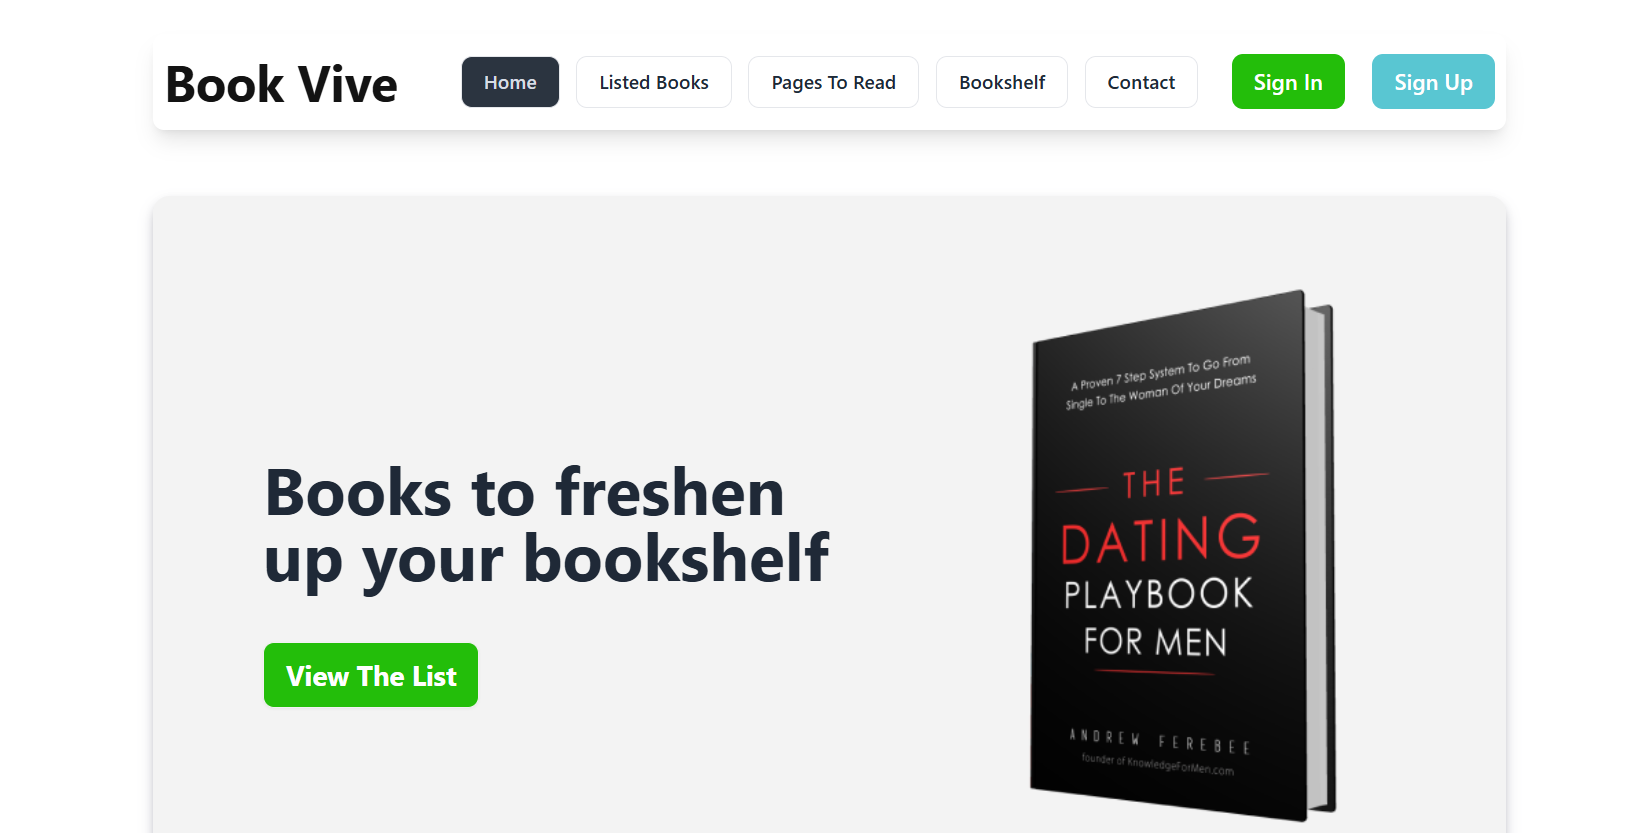 Book Vive
Home
Listed Books
Pages To Read
Bookshelf
Contact
Sign In
Sign Up
Books to freshen
up your bookshelf
View The List
A Proven 7 Step System To Go From
Single To The Woman Of Your Dreams
THE
DATING
PLAYBOOK
FOR MEN
ANDREW FEREBEE
founder of KnowledgeForMen.com